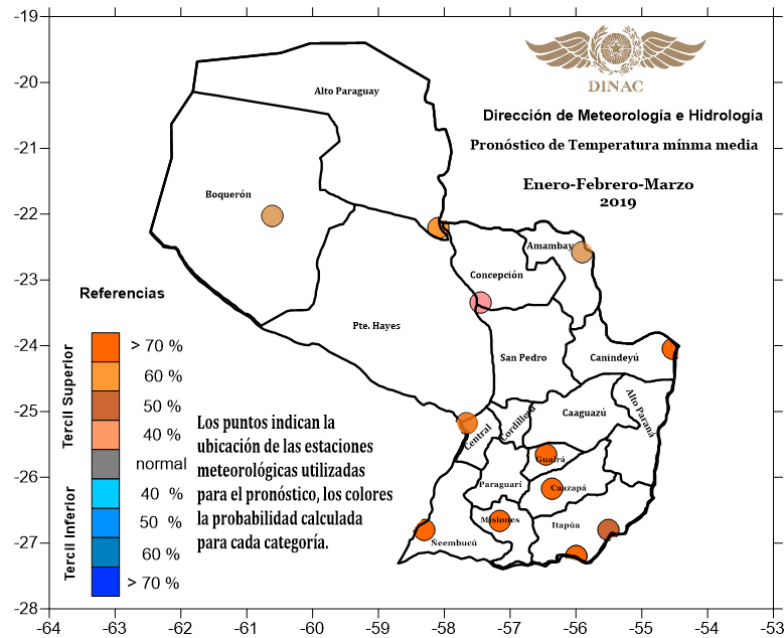 DINAC
Dirección de Meteorología e Hidrología
Pronóstico de Temperatura mínma media
Enero-Febrero-Marzo
2019
-19
-20
-21
-22
-23
-24
-25
-26
-27
-28
Alto Paraguay
Boquerón
Amambay
Concepción
Pte. Hayes
San Pedro
Canindeyú
Alto Paraná
Caaguazú
Cordillera
Central
Guairá
Paraguarí
Caazapá
Misiones
Itapúa
Ñeembucú
Referencias
Tercil Superior
> 70 %
60 %
50 %
40 %
normal
Tercil Inferior
40 %
50 %
60 %
> 70 %
Los puntos indican la
ubicación de las estaciones
meteorológicas utilizadas
para el pronóstico, los colores
la probabilidad calculada
para cada categoría.
-64 -63 -62 -61 -60 -59 -58 -57 -56 -55 -54 -53